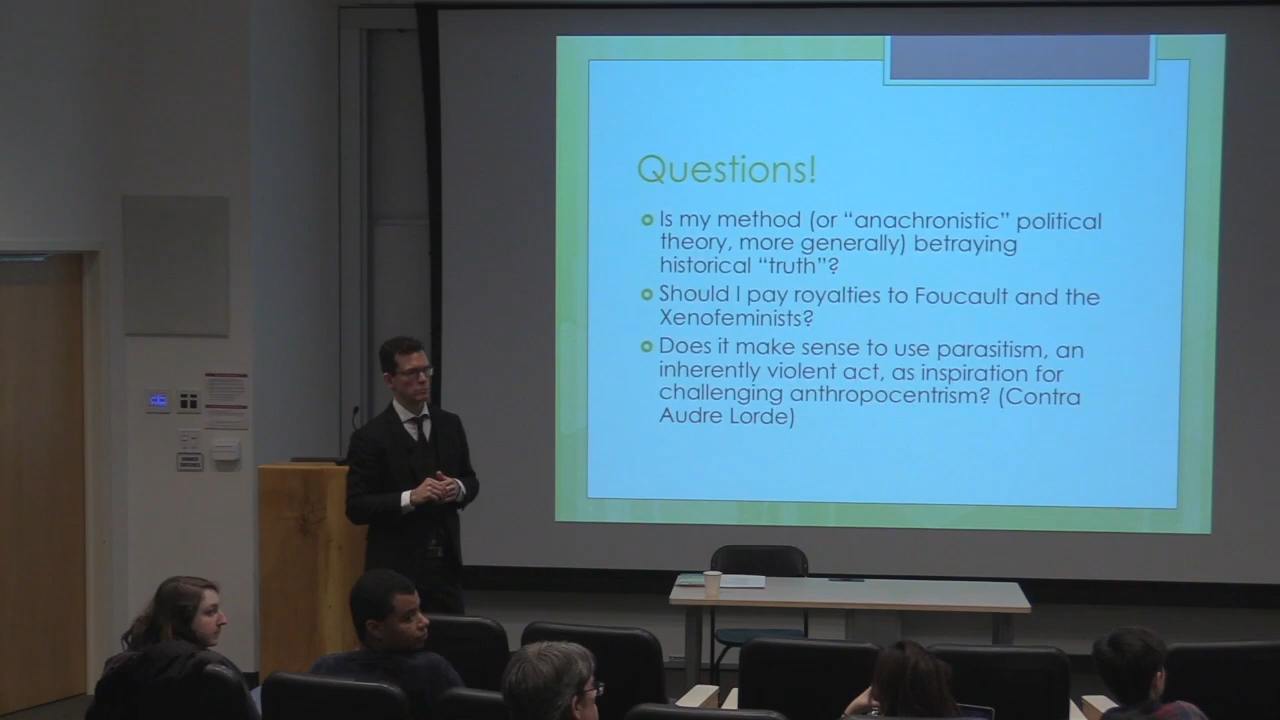 Questions!
Is my method (or “anachronistic” political
theory, more generally) betraying
historical “truth”?
Should I pay royalties to Foucault and the
Xenofeminists?
Does it make sense to use parasitism, an
inherently violent act, as inspiration for
challenging anthropocentrism? (Contra
Audre Lorde)